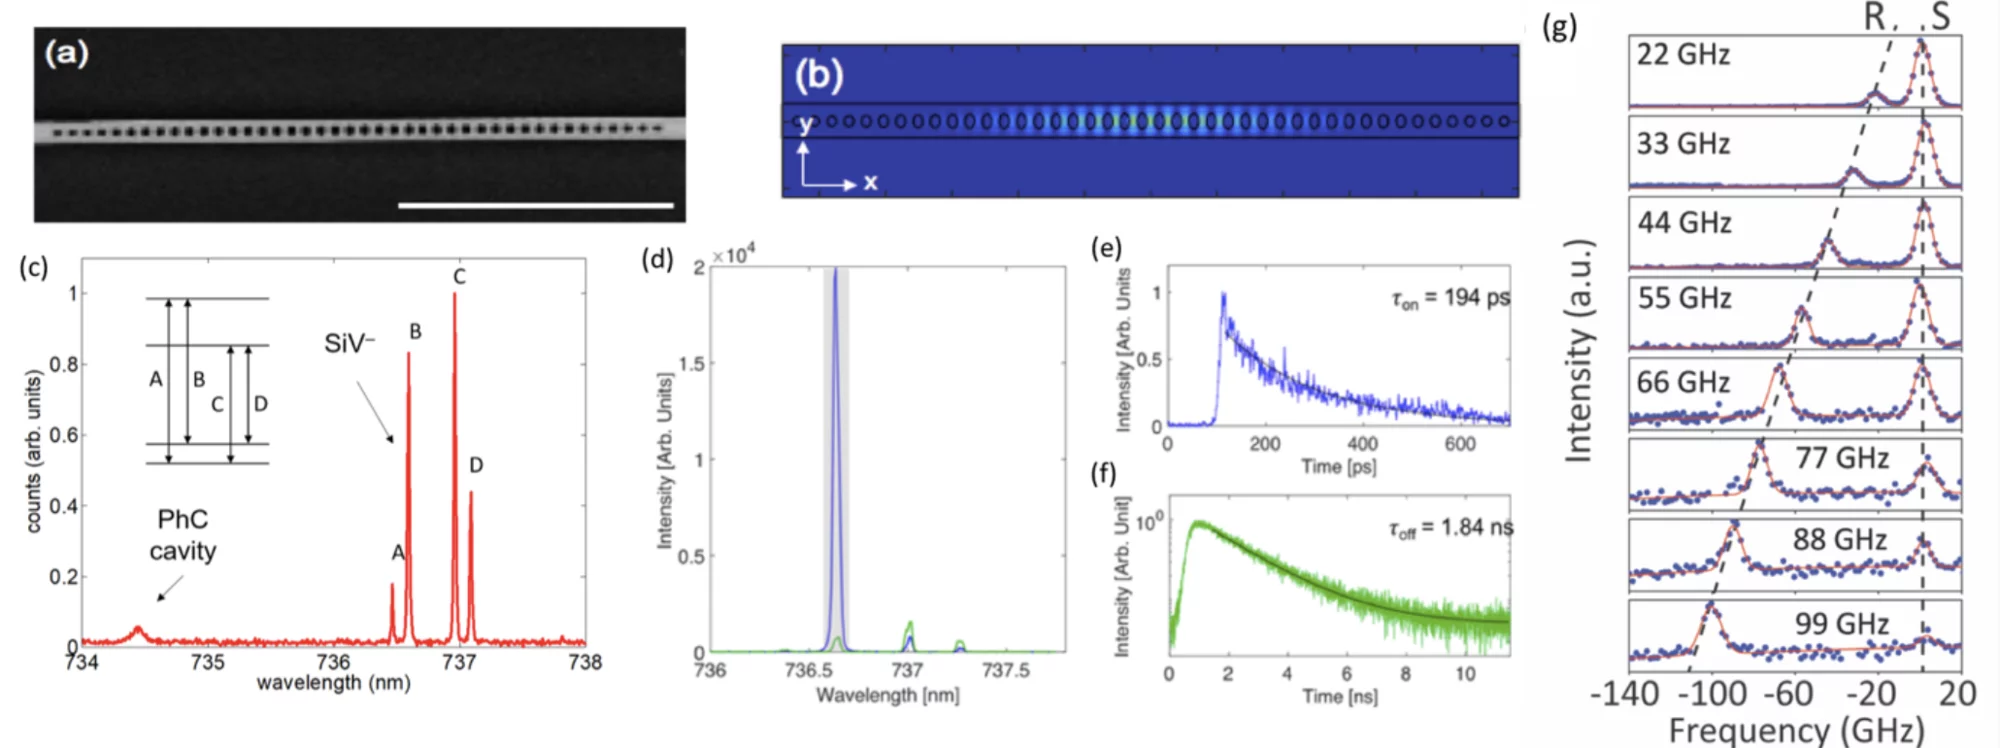 (a)
(b)
y
x
(c)
counts (arb. units)
1
0.8
0.6
0.4
0.2
0
A
B
C
D
SiV−
PhC
cavity
A
B
C
D
734
735
736
737
738
wavelength (nm)
(d)
×10⁴
2
1.5
1
0.5
0
Intensity [Arb. Units]
736
736.5
737
737.5
Wavelength [nm]
(e)
Intensity [Arb. Units
1
0.5
0
τon = 194 ps
0
200
400
600
Time [ps]
(f)
Intensity [Arb. Unit]
10⁰
τoff = 1.84 ns
0
2
4
6
8
10
Time [ns]
(g)
R
S
Intensity (a.u.)
22 GHz
33 GHz
44 GHz
55 GHz
66 GHz
77 GHz
88 GHz
99 GHz
-140
-100
-60
-20
20
Frequency (GHz)